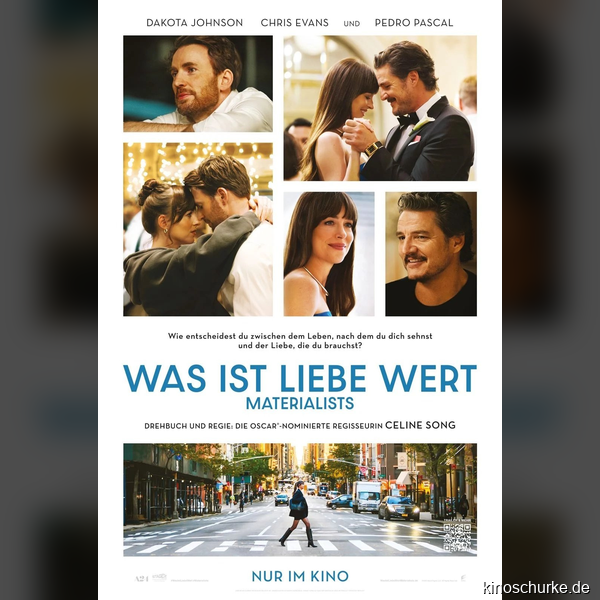 DAKOTA JOHNSON CHRIS EVANS UND PEDRO PASCAL
Wie entscheidest du zwischen dem Leben, nach dem du dich sehnst
und der Liebe, die du brauchst?
WAS IST LIEBE WERT
MATERIALISTS
DREHBUCH UND REGIE: DIE OSCAR®-NOMINIERTE REGISSEURIN CELINE SONG
A24
NUR IM KINO
kinoschurke.de